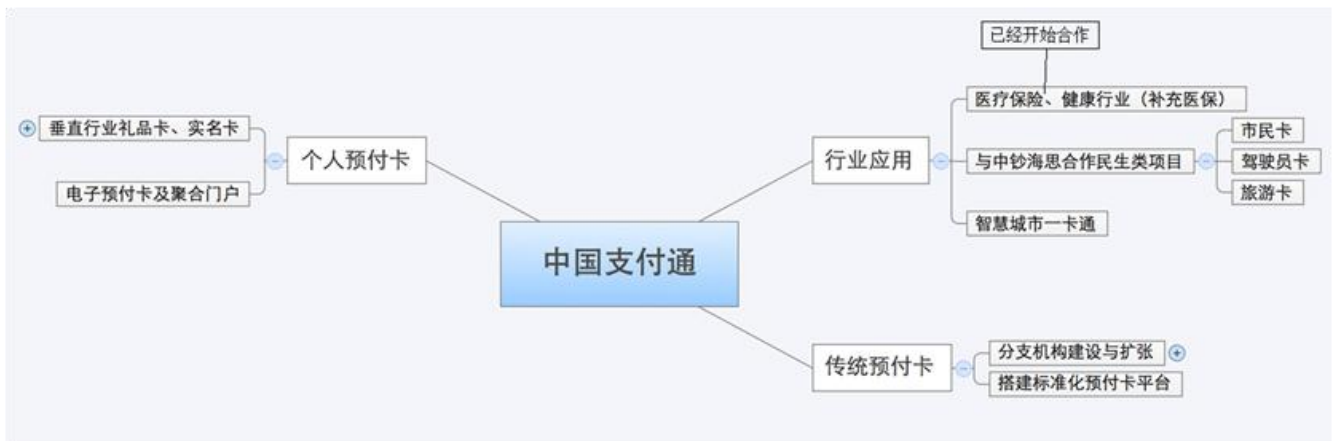 已经开始合作
医疗保险、健康行业（补充医保）
垂直行业礼品卡、实名卡
个人预付卡
电子预付卡及聚合门户
行业应用
与中钞海思合作民生类项目
市民卡
驾驶员卡
旅游卡
智慧城市一卡通
中国支付通
传统预付卡
分支机构建设与扩张
搭建标准化预付卡平台